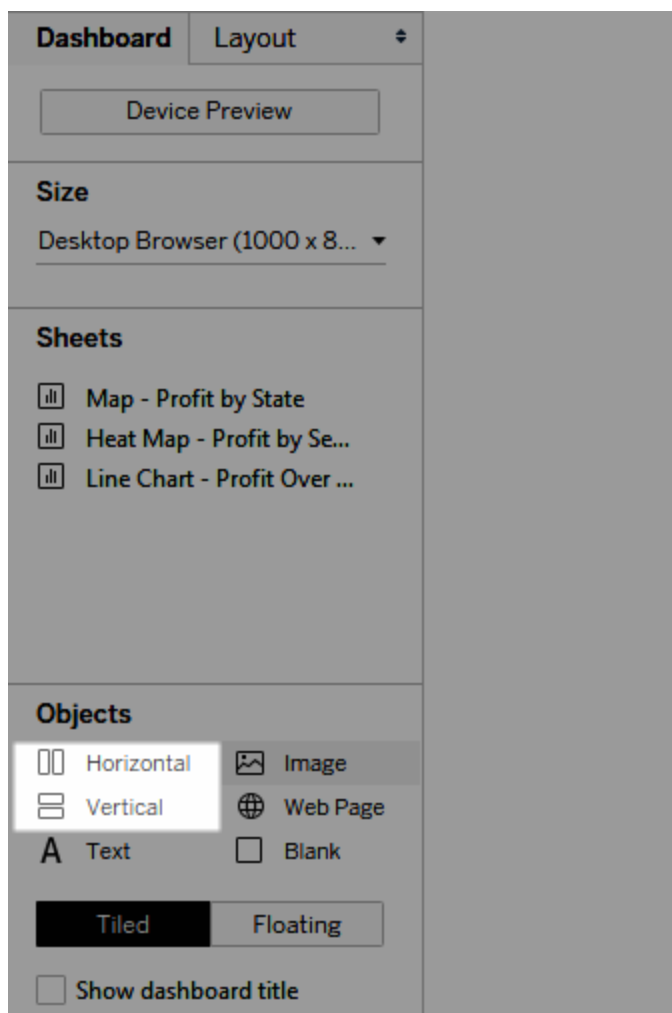 Dashboard Layout
Device Preview
Size
Desktop Browser (1000 x 8...
Sheets
Map - Profit by State
Heat Map - Profit by Se...
Line Chart - Profit Over ...
Objects
Horizontal Image
Vertical Web Page
A Text Blank
Tiled Floating
Show dashboard title